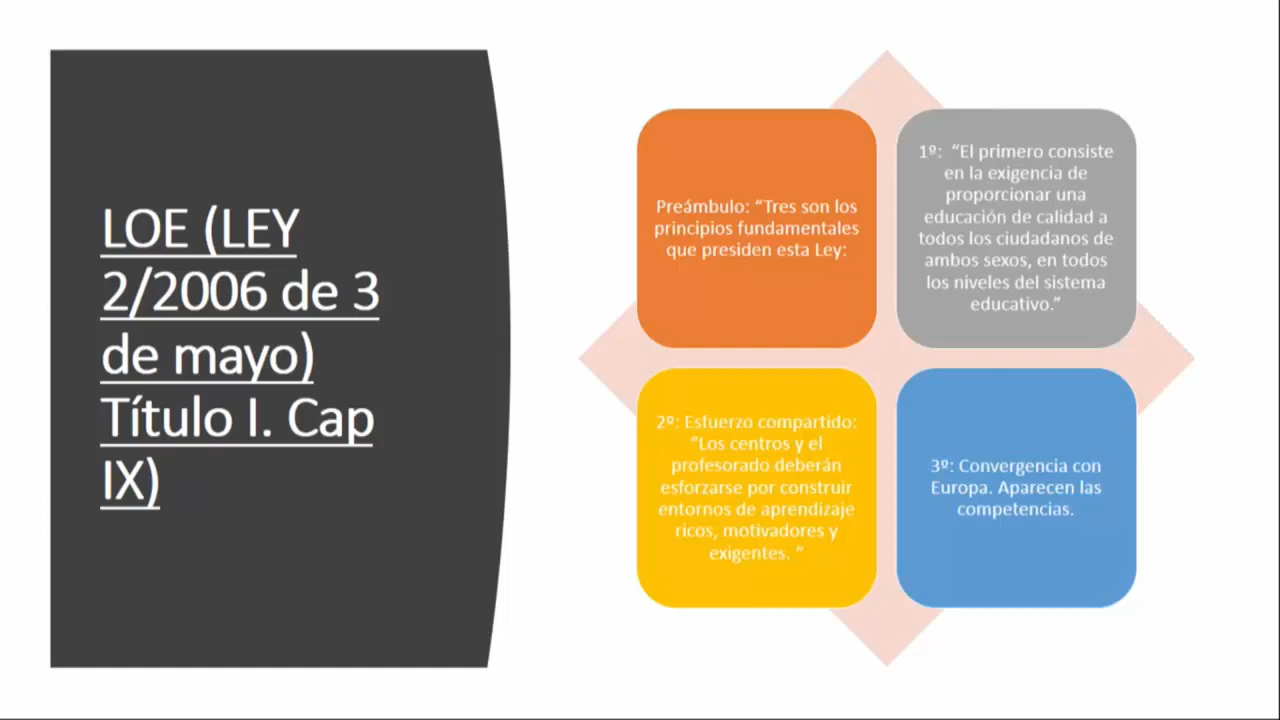 LOE (LEY
2/2006 de 3
de mayo)
Título I. Cap
IX)
Preámbulo: “Tres son los
principios fundamentales
que presiden esta Ley:
1º:  “El primero consiste
en la exigencia de
proporcionar una
educación de calidad a
todos los ciudadanos de
ambos sexos, en todos
los niveles del sistema
educativo.”
2º: Esfuerzo compartido:
“Los centros y el
profesorado deberán
esforzarse por construir
entornos de aprendizaje
ricos, motivadores y
exigentes. “
3º: Convergencia con
Europa. Aparecen las
competencias.